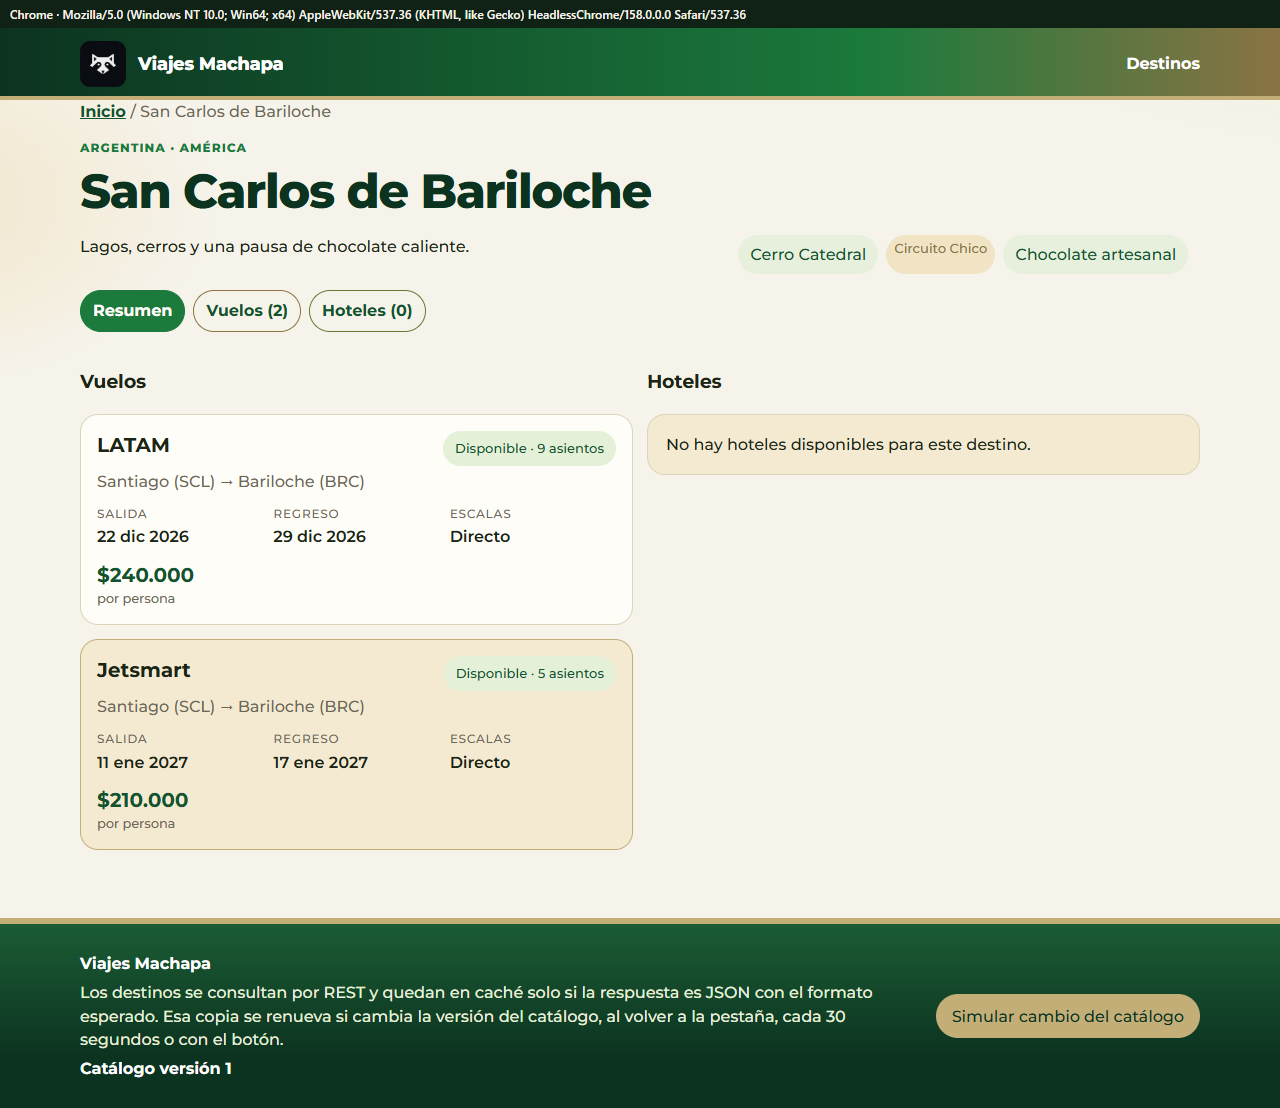 Chrome · Mozilla/5.0 (Windows NT 10.0; Win64; x64) AppleWebKit/537.36 (KHTML, like Gecko) HeadlessChrome/158.0.0.0 Safari/537.36
Viajes Machapa
Destinos
Inicio / San Carlos de Bariloche
ARGENTINA · AMÉRICA
San Carlos de Bariloche
Lagos, cerros y una pausa de chocolate caliente.
Cerro Catedral
Circuito Chico
Chocolate artesanal
Resumen
Vuelos (2)
Hoteles (0)
Vuelos
LATAM
Disponible · 9 asientos
Santiago (SCL) → Bariloche (BRC)
SALIDA
REGRESO
ESCALAS
22 dic 2026
29 dic 2026
Directo
$240.000
por persona
Jetsmart
Disponible · 5 asientos
Santiago (SCL) → Bariloche (BRC)
SALIDA
REGRESO
ESCALAS
11 ene 2027
17 ene 2027
Directo
$210.000
por persona
Hoteles
No hay hoteles disponibles para este destino.
Viajes Machapa
Los destinos se consultan por REST y quedan en caché solo si la respuesta es JSON con el formato
esperado. Esa copia se renueva si cambia la versión del catálogo, al volver a la pestaña, cada 30
segundos o con el botón.
Catálogo versión 1
Simular cambio del catálogo